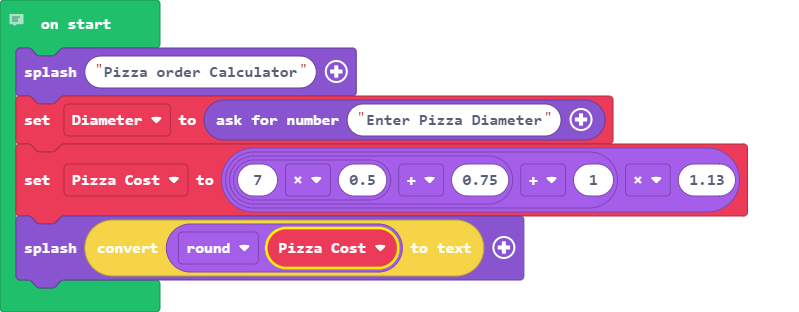 on start
splash "Pizza order Calculator"
set Diameter to ask for number "Enter Pizza Diameter"
set Pizza Cost to 7 × 0.5 + 0.75 + 1 × 1.13
splash convert round Pizza Cost to text